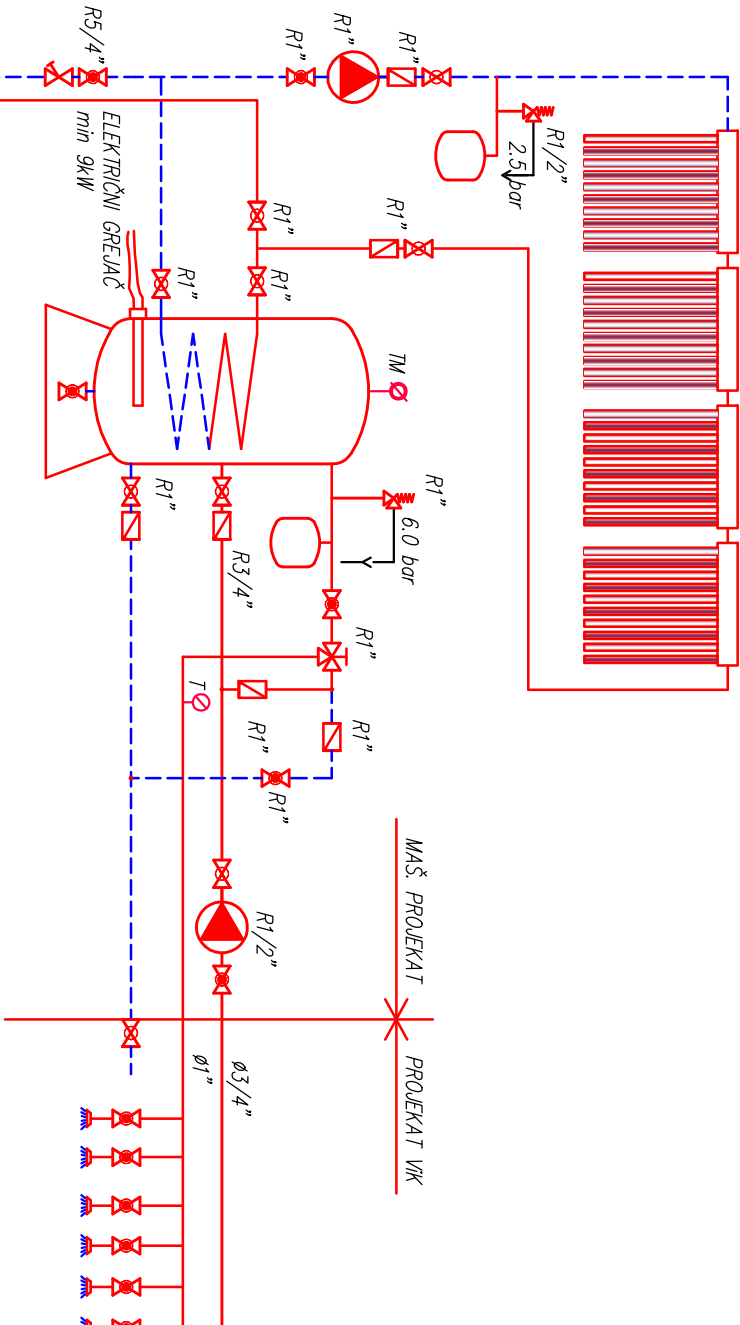 R5/4"
R1"
R1"
R1"
R1/2"
2.5 bar
ELEKTRIČNI GREJAČ
min 9kW
R1"
R1"
R1"
R1"
TM
R1"
6.0 bar
R1"
R3/4"
R1"
T
R1"
R1"
R1"
R1/2"
MAŠ. PROJEKAT
PROJEKAT ViK
ø3/4"
ø1"